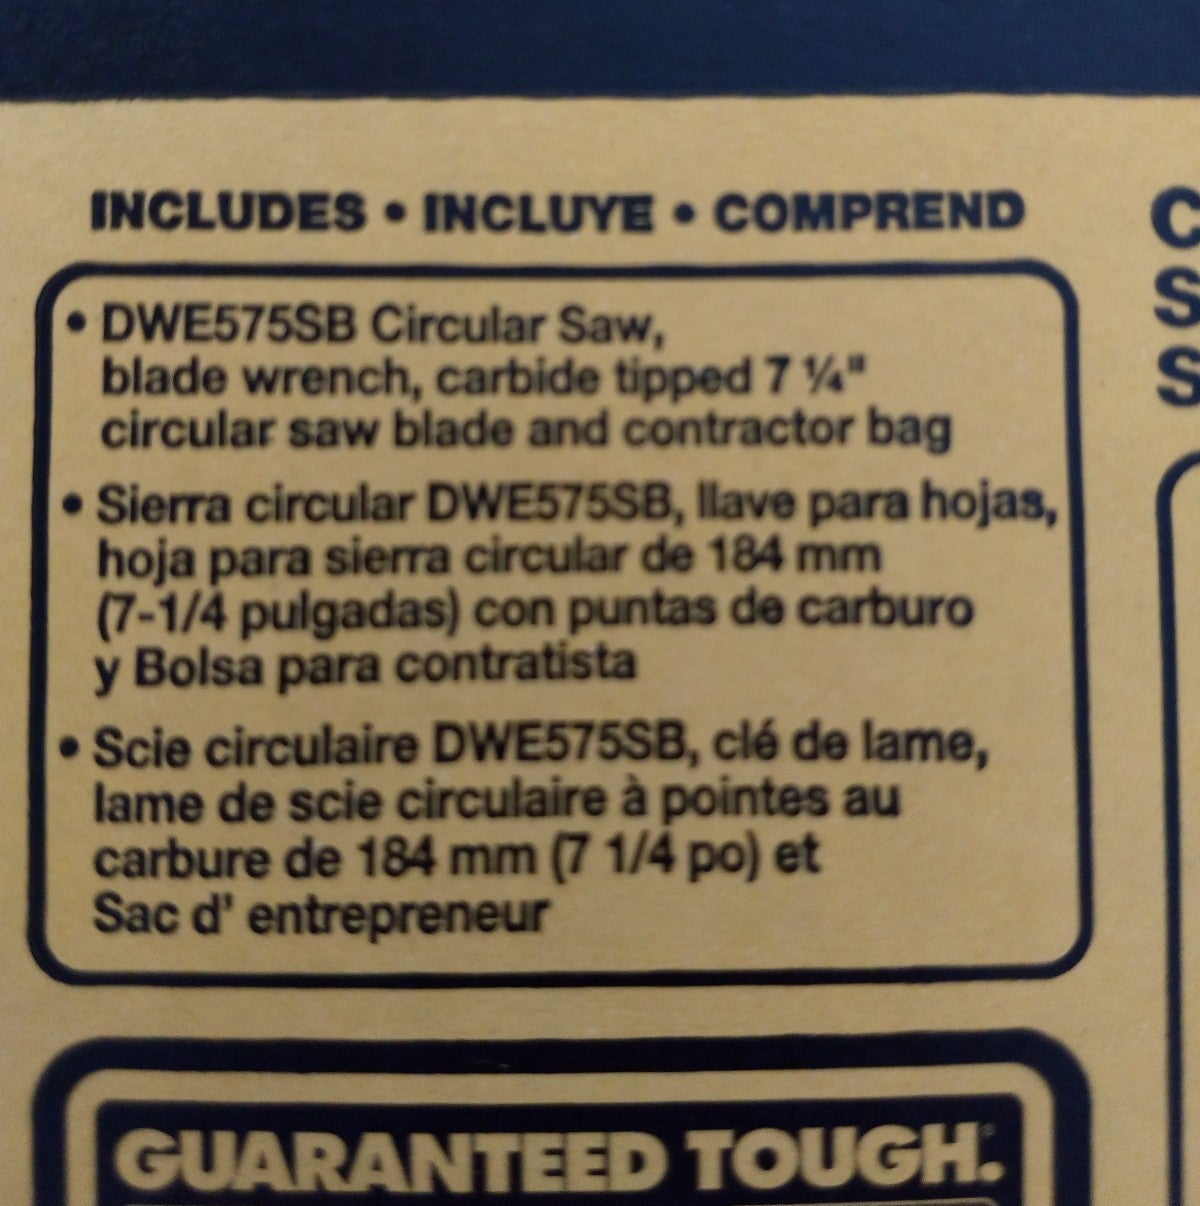 INCLUDES • INCLUYE • COMPREND
• DWE575SB Circular Saw,
blade wrench, carbide tipped 7 ¼"
circular saw blade and contractor bag
• Sierra circular DWE575SB, llave para hojas,
hoja para sierra circular de 184 mm
(7-1/4 pulgadas) con puntas de carburo
y Bolsa para contratista
• Scie circulaire DWE575SB, clé de lame,
lame de scie circulaire à pointes au
carbure de 184 mm (7 1/4 po) et
Sac d' entrepreneur
GUARANTEED TOUGH.